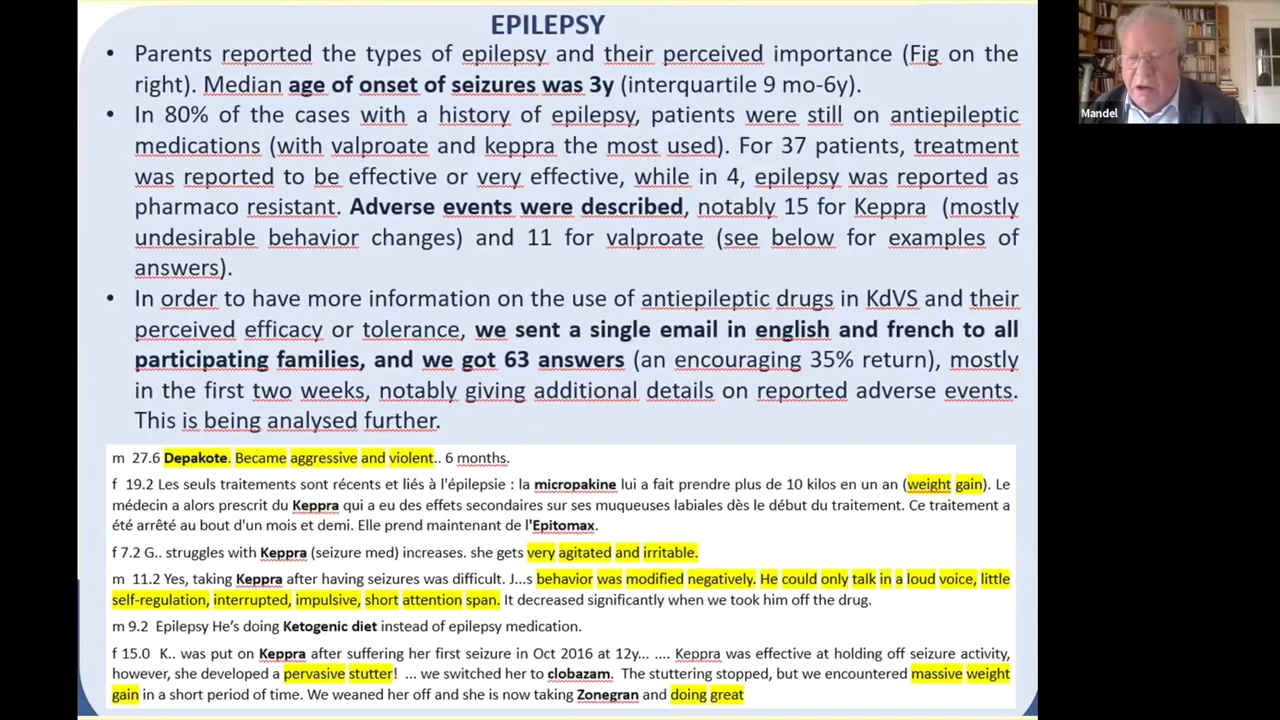 EPILEPSY
• Parents reported the types of epilepsy and their perceived importance (Fig on the
right). Median age of onset of seizures was 3y (interquartile 9 mo-6y).
• In 80% of the cases with a history of epilepsy, patients were still on antiepileptic
medications (with valproate and keppra the most used). For 37 patients, treatment
was reported to be effective or very effective, while in 4, epilepsy was reported as
pharmaco resistant. Adverse events were described, notably 15 for Keppra (mostly
undesirable behavior changes) and 11 for valproate (see below for examples of
answers).
• In order to have more information on the use of antiepileptic drugs in KdVS and their
perceived efficacy or tolerance, we sent a single email in english and french to all
participating families, and we got 63 answers (an encouraging 35% return), mostly
in the first two weeks, notably giving additional details on reported adverse events.
This is being analysed further.
m 27.6 Depakote. Became aggressive and violent.. 6 months.
f 19.2 Les seuls traitements sont récents et liés à l'épilepsie : la micropakine lui a fait prendre plus de 10 kilos en un an (weight gain). Le
médecin a alors prescrit du Keppra qui a eu des effets secondaires sur ses muqueuses labiales dès le début du traitement. Ce traitement a
été arrêté au bout d'un mois et demi. Elle prend maintenant de l'Epitomax.
f 7.2 G.. struggles with Keppra (seizure med) increases. she gets very agitated and irritable.
m 11.2 Yes, taking Keppra after having seizures was difficult. J...s behavior was modified negatively. He could only talk in a loud voice, little
self-regulation, interrupted, impulsive, short attention span. It decreased significantly when we took him off the drug.
m 9.2 Epilepsy He's doing Ketogenic diet instead of epilepsy medication.
f 15.0 K.. was put on Keppra after suffering her first seizure in Oct 2016 at 12y... .... Keppra was effective at holding off seizure activity,
however, she developed a pervasive stutter! ... we switched her to clobazam. The stuttering stopped, but we encountered massive weight
gain in a short period of time. We weaned her off and she is now taking Zonegran and doing great
Mandel